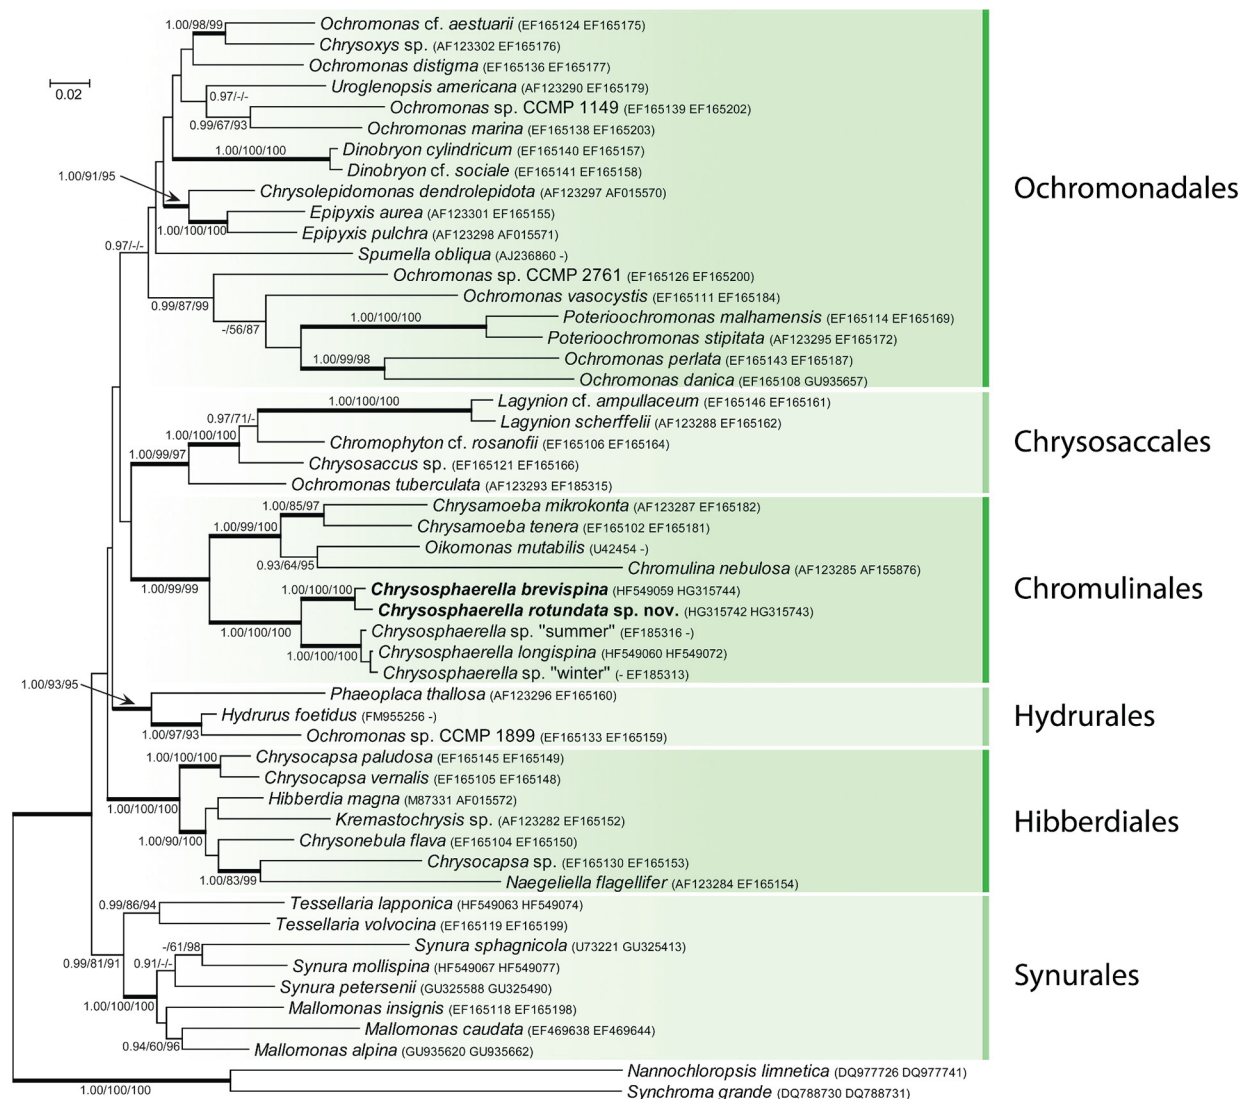 1.00/98/99
Ochromonas cf. aestuarii (EF165124 EF165175)
Chrysoxys sp. (AF123302 EF165176)
Ochromonas distigma (EF165136 EF165177)
0.02
Uroglenopsis americana (AF123290 EF165179)
0.97/-/-
Ochromonas sp. CCMP 1149 (EF165139 EF165202)
0.99/67/93
Ochromonas marina (EF165138 EF165203)
1.00/100/100
Dinobryon cylindricum (EF165140 EF165157)
Dinobryon cf. sociale (EF165141 EF165158)
1.00/91/95
Ochromonadales
Chrysolepidomonas dendrolepidota (AF123297 AF015570)
Epipyxis aurea (AF123301 EF165155)
1.00/100/100
Epipyxis pulchra (AF123298 AF015571)
0.97/-/-
Spumella obliqua (AJ236860 -)
Ochromonas sp. CCMP 2761 (EF165126 EF165200)
0.99/87/99
Ochromonas vasocystis (EF165111 EF165184)
-/56/87
1.00/100/100
Poterioochromonas malhamensis (EF165114 EF165169)
Poterioochromonas stipitata (AF123295 EF165172)
1.00/99/98
Ochromonas perlata (EF165143 EF165187)
Ochromonas danica (EF165108 GU935657)
1.00/100/100
Lagynion cf. ampullaceum (EF165146 EF165161)
0.97/71/-
Lagynion scherffelii (AF123288 EF165162)
1.00/100/100
Chromophyton cf. rosanofii (EF165106 EF165164)
Chrysosaccales
1.00/99/97
Chrysosaccus sp. (EF165121 EF165166)
Ochromonas tuberculata (AF123293 EF185315)
1.00/85/97
Chrysamoeba mikrokonta (AF123287 EF165182)
1.00/99/100
Chrysamoeba tenera (EF165102 EF165181)
Oikomonas mutabilis (U42454 -)
0.93/64/95
Chromulina nebulosa (AF123285 AF155876)
1.00/99/99
1.00/100/100
Chrysosphaerella brevispina (HF549059 HG315744)
Chromulinales
Chrysosphaerella rotundata sp. nov. (HG315742 HG315743)
1.00/100/100
Chrysosphaerella sp. "summer" (EF185316 -)
1.00/100/100
Chrysosphaerella longispina (HF549060 HF549072)
Chrysosphaerella sp. "winter" (- EF185313)
1.00/93/95
Phaeoplaca thallosa (AF123296 EF165160)
Hydrurus foetidus (FM955256 -)
Hydrurales
1.00/97/93
Ochromonas sp. CCMP 1899 (EF165133 EF165159)
1.00/100/100
Chrysocapsa paludosa (EF165145 EF165149)
Chrysocapsa vernalis (EF165105 EF165148)
Hibberdia magna (M87331 AF015572)
1.00/100/100
Kremastochrysis sp. (AF123282 EF165152)
Hibberdiales
1.00/90/100
Chrysonebula flava (EF165104 EF165150)
Chrysocapsa sp. (EF165130 EF165153)
1.00/83/99
Naegeliella flagellifer (AF123284 EF165154)
0.99/86/94
Tessellaria lapponica (HF549063 HF549074)
Tessellaria volvocina (EF165119 EF165199)
-/61/98
Synura sphagnicola (U73221 GU325413)
0.99/81/91
0.91/-/-
Synura mollispina (HF549067 HF549077)
Synurales
Synura petersenii (GU325588 GU325490)
1.00/100/100
Mallomonas insignis (EF165118 EF165198)
Mallomonas caudata (EF469638 EF469644)
0.94/60/96
Mallomonas alpina (GU935620 GU935662)
Nannochloropsis limnetica (DQ977726 DQ977741)
1.00/100/100
Synchroma grande (DQ788730 DQ788731)